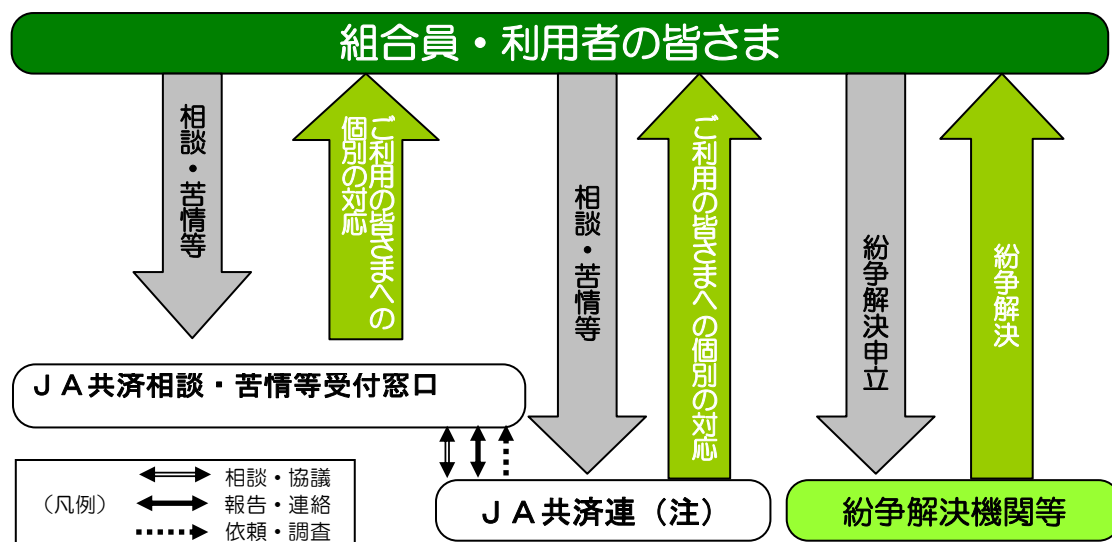 組合員・利用者の皆さま
相談・苦情等
ご利用の皆さまへの
個別の対応
相談・苦情等
ご利用の皆さまへの個別の対応
紛争解決申立
紛争解決
ＪＡ共済相談・苦情等受付窓口
（凡例）
相談・協議
報告・連絡
依頼・調査
ＪＡ共済連（注）
紛争解決機関等